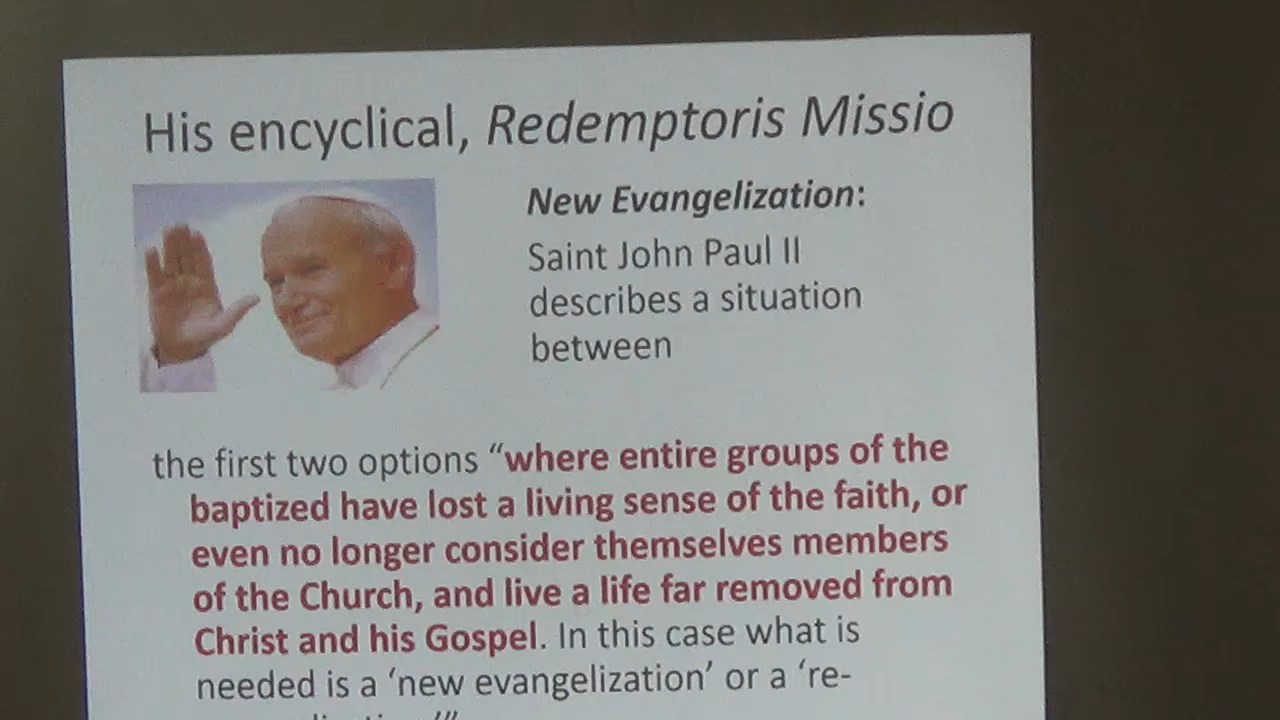 His encyclical, Redemptoris Missio
New Evangelization:
Saint John Paul II
describes a situation
between
the first two options “where entire groups of the
baptized have lost a living sense of the faith, or
even no longer consider themselves members
of the Church, and live a life far removed from
Christ and his Gospel. In this case what is
needed is a ‘new evangelization’ or a ‘re-